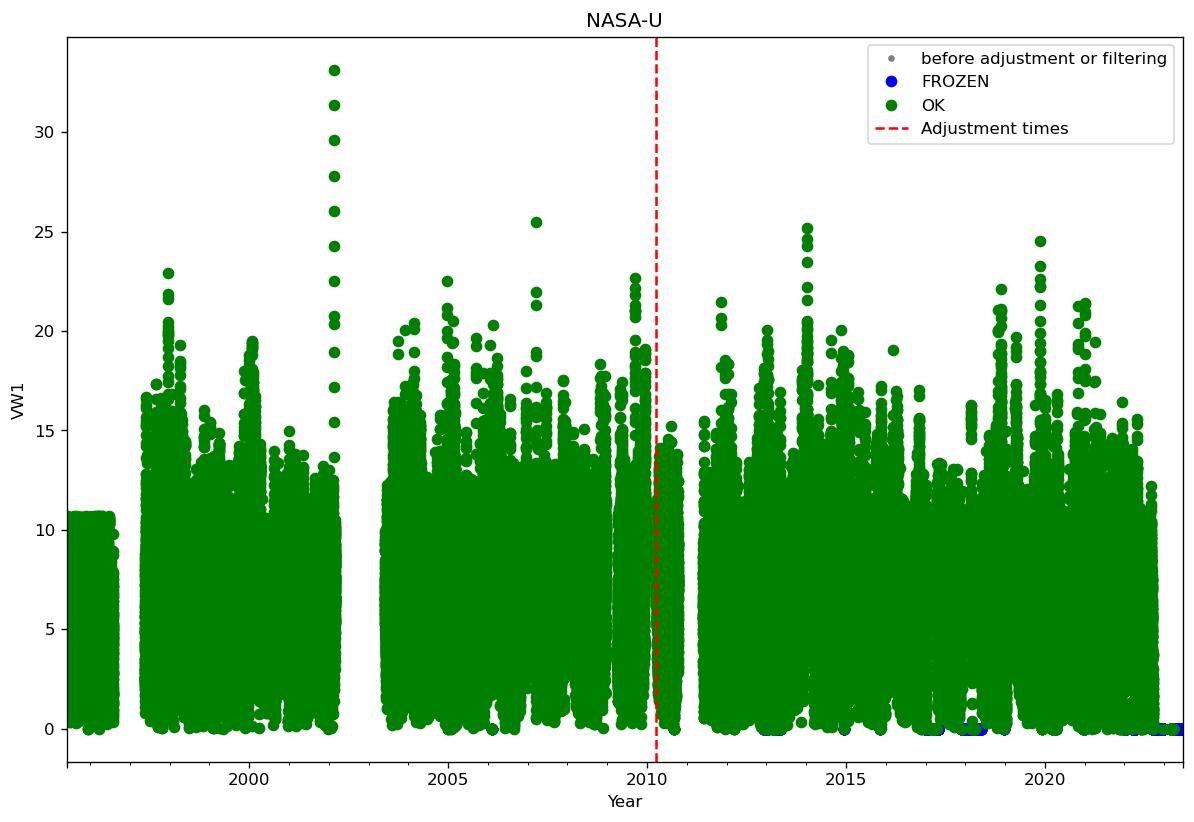 NASA-U
before adjustment or filtering
FROZEN
OK
Adjustment times
30
25
20
15
10
5
0
VW1
2000 2005 2010 2015 2020
Year